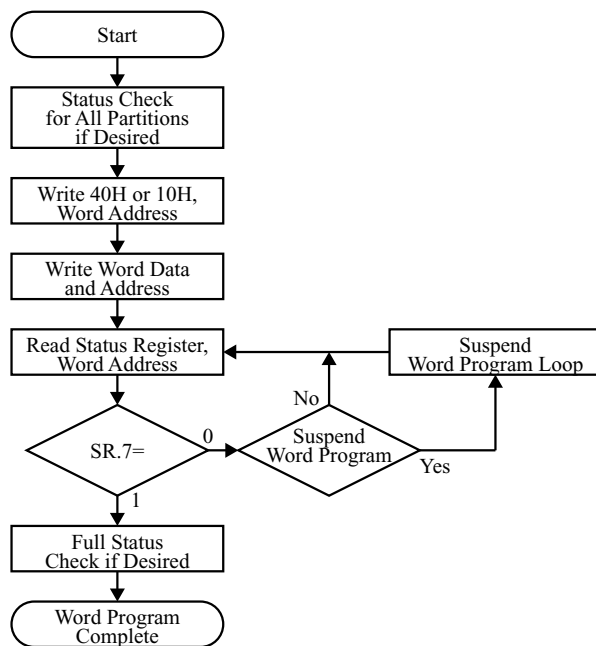 Start
Status Check
for All Partitions
if Desired
Write 40H or 10H,
Word Address
Write Word Data
and Address
Read Status Register,
Word Address
Suspend
Word Program Loop
No
SR.7=
0
Suspend
Word Program
Yes
1
Full Status
Check if Desired
Word Program
Complete